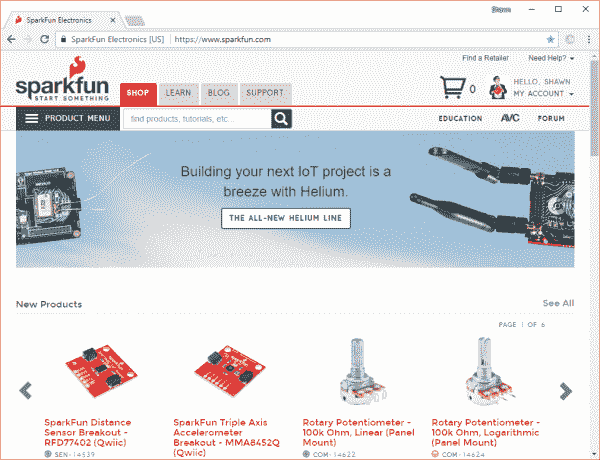 Shawn
SparkFun Electronics
SparkFun Electronics [US] https://www.sparkfun.com
Find a Retailer Need Help?
sparkfun
START SOMETHING
SHOP LEARN BLOG SUPPORT
0
HELLO, SHAWN
MY ACCOUNT
PRODUCT MENU
find products, tutorials, etc...
EDUCATION AVC FORUM
Building your next IoT project is a
breeze with Helium.
THE ALL-NEW HELIUM LINE
New Products
See All
PAGE 1 OF 6
SparkFun Distance
Sensor Breakout -
RFD77402 (Qwiic)
SEN-14539
SparkFun Triple Axis
Accelerometer
Breakout - MMA8452Q
(Qwiic)
Rotary Potentiometer -
100k Ohm, Linear (Panel
Mount)
COM-14622
Rotary Potentiometer -
100k Ohm, Logarithmic
(Panel Mount)
COM-14624